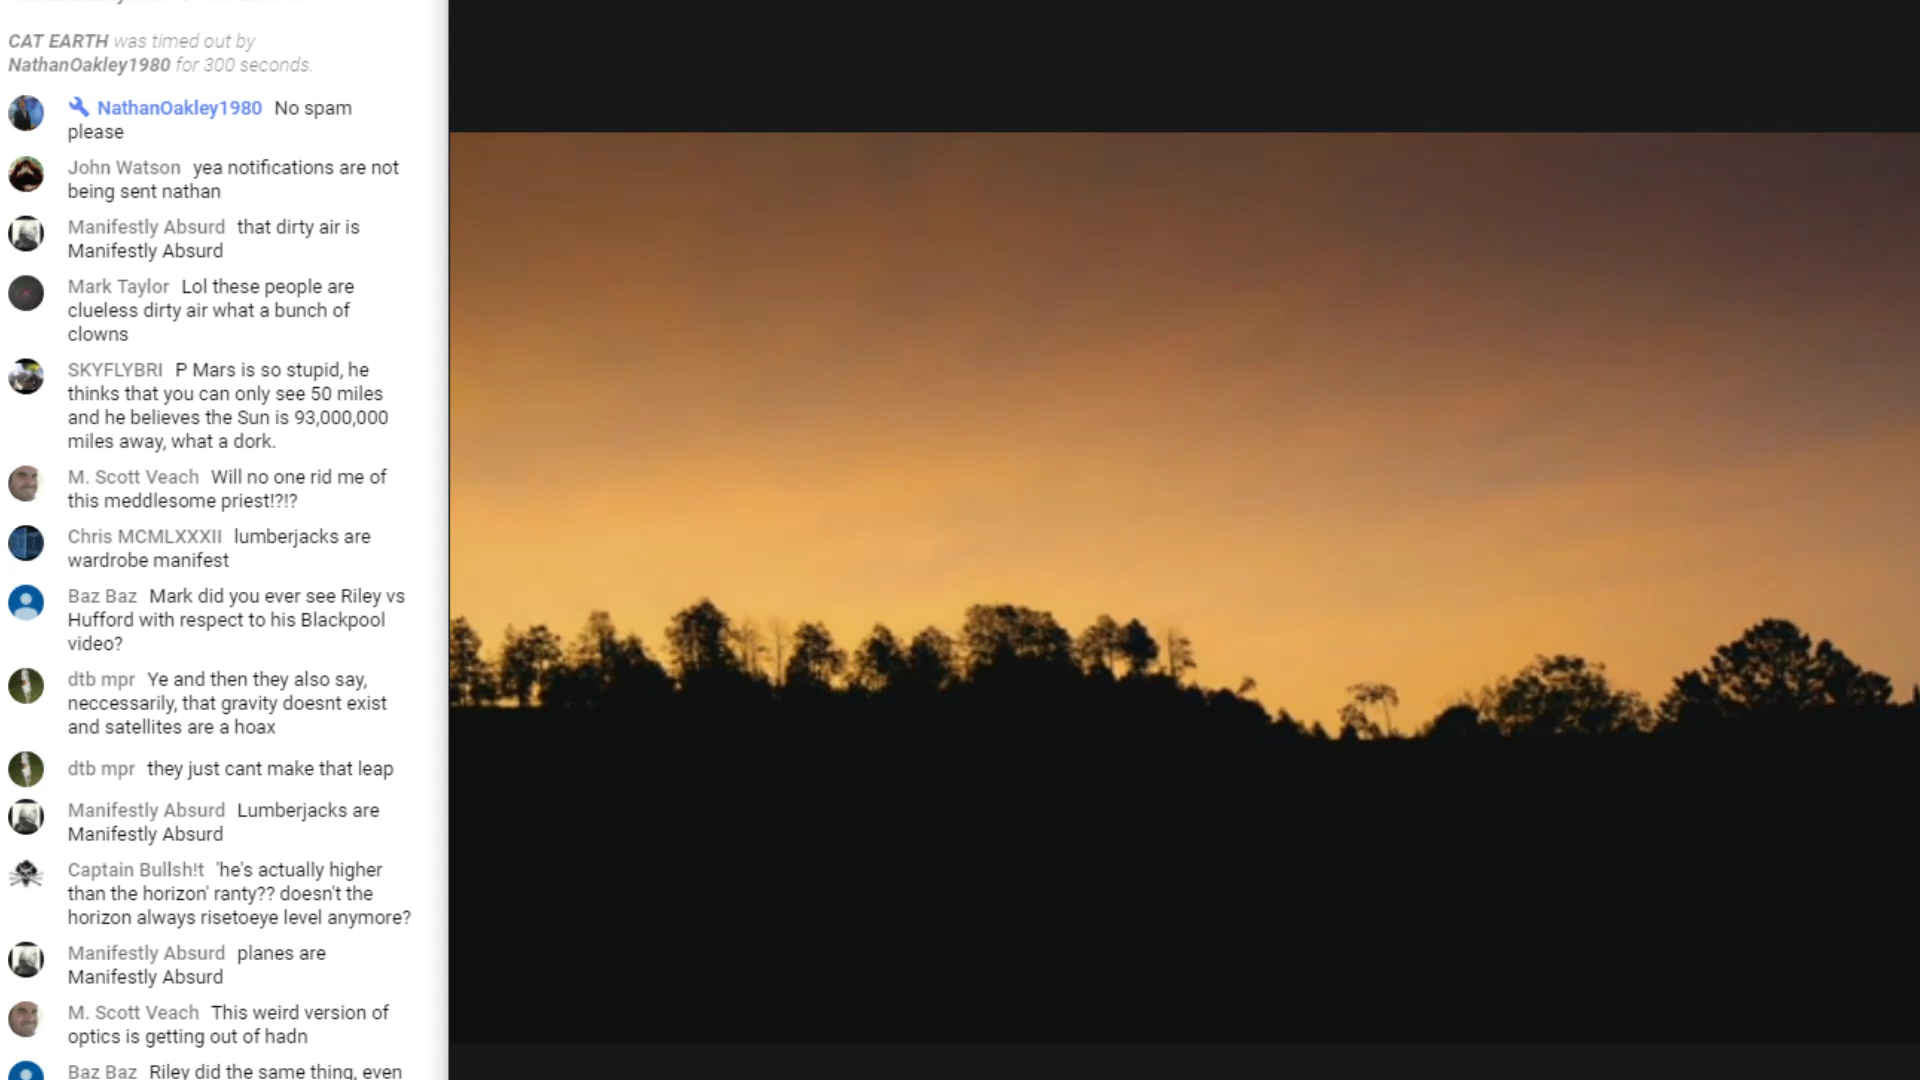 CAT EARTH was timed out by
NathanOakley1980 for 300 seconds.
NathanOakley1980 No spam
please
John Watson yea notifications are not
being sent nathan
Manifestly Absurd that dirty air is
Manifestly Absurd
Mark Taylor Lol these people are
clueless dirty air what a bunch of
clowns
SKYFLYBRI P Mars is so stupid, he
thinks that you can only see 50 miles
and he believes the Sun is 93,000,000
miles away, what a dork.
M. Scott Veach Will no one rid me of
this meddlesome priest!?!?
Chris MCMLXXXII lumberjacks are
wardrobe manifest
Baz Baz Mark did you ever see Riley vs
Hufford with respect to his Blackpool
video?
dtb mpr Ye and then they also say,
neccessarily, that gravity doesnt exist
and satellites are a hoax
dtb mpr they just cant make that leap
Manifestly Absurd Lumberjacks are
Manifestly Absurd
Captain Bullsh!t 'he's actually higher
than the horizon' ranty?? doesn't the
horizon always risetoeye level anymore?
Manifestly Absurd planes are
Manifestly Absurd
M. Scott Veach This weird version of
optics is getting out of hadn
Baz Baz Riley did the same thing, even